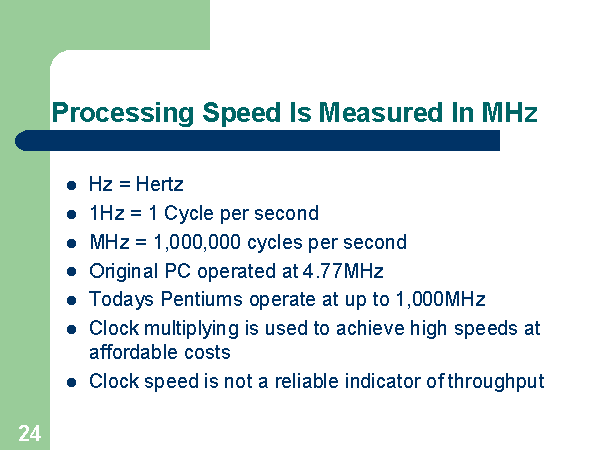 Processing Speed Is Measured In MHz
Hz = Hertz
1Hz = 1 Cycle per second
MHz = 1,000,000 cycles per second
Original PC operated at 4.77MHz
Todays Pentiums operate at up to 1,000MHz
Clock multiplying is used to achieve high speeds at
affordable costs
Clock speed is not a reliable indicator of throughput
24